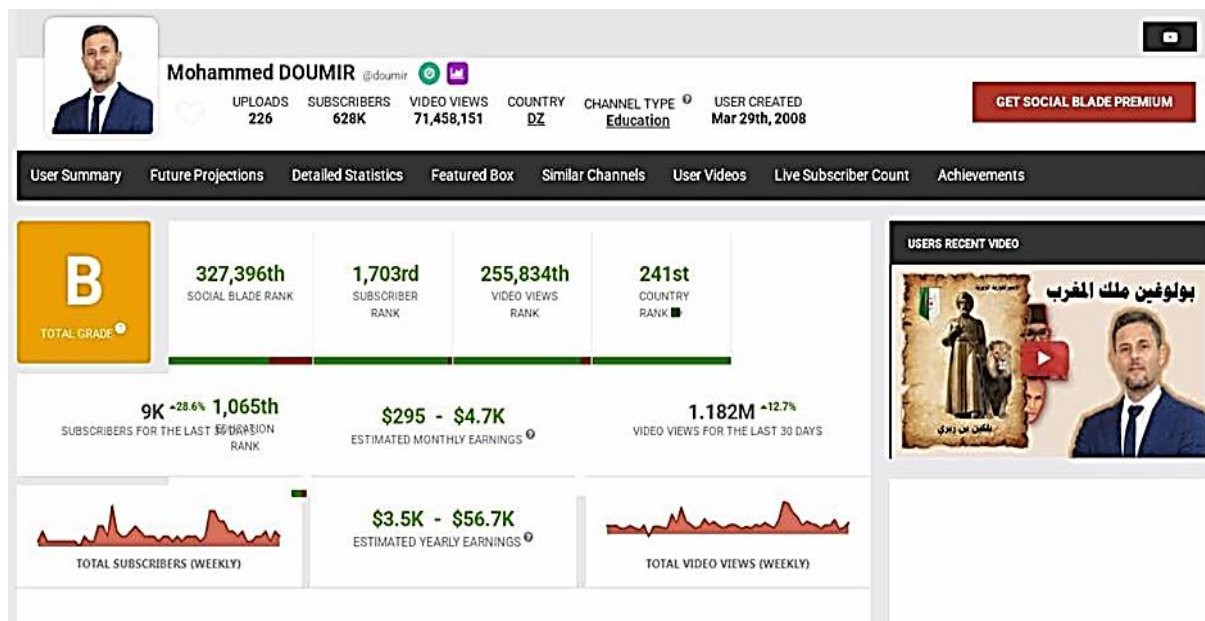 Mohammed DOUMIR @doumir
UPLOADS SUBSCRIBERS VIDEO VIEWS COUNTRY CHANNEL TYPE ? USER CREATED
226 628K 71,458,151 DZ Education Mar 29th, 2008
GET SOCIAL BLADE PREMIUM
User Summary Future Projections Detailed Statistics Featured Box Similar Channels User Videos Live Subscriber Count Achievements
B
TOTAL GRADE ?
327,396th
SOCIAL BLADE RANK
1,703rd
SUBSCRIBER
RANK
255,834th
VIDEO VIEWS
RANK
241st
COUNTRY
RANK
9K 28.6%
SUBSCRIBERS FOR THE LAST 30 DAYS
1,065th
EDUCATION
RANK
$295 - $4.7K
ESTIMATED MONTHLY EARNINGS ?
1.182M 12.7%
VIDEO VIEWS FOR THE LAST 30 DAYS
TOTAL SUBSCRIBERS (WEEKLY)
$3.5K - $56.7K
ESTIMATED YEARLY EARNINGS ?
TOTAL VIDEO VIEWS (WEEKLY)
USERS RECENT VIDEO
بولوغين ملك المغرب
بلكين بن زيري